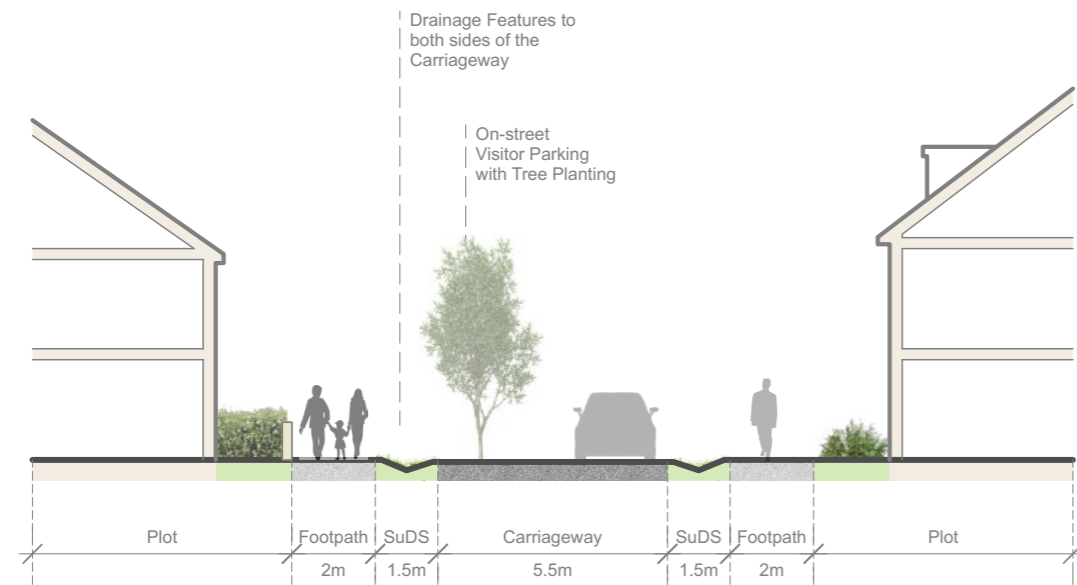 Drainage Features to
both sides of the
Carriageway
On-street
Visitor Parking
with Tree Planting
Plot Footpath SuDS Carriageway SuDS Footpath Plot
2m 1.5m 5.5m 1.5m 2m